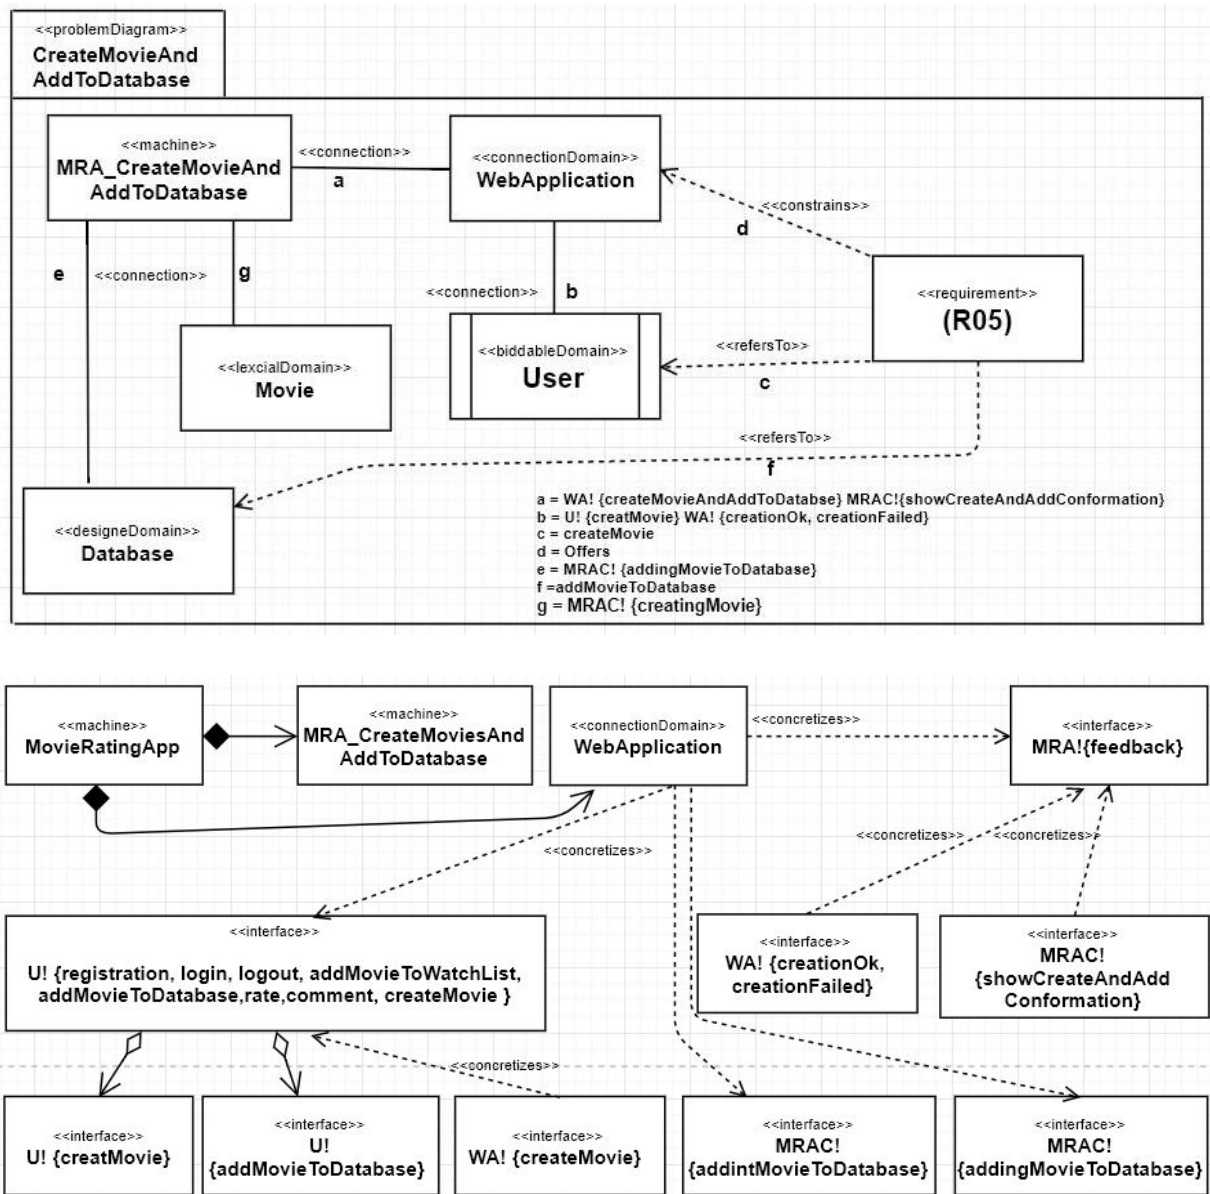 <<problemDiagram>>
CreateMovieAnd
AddToDatabase
<<machine>>
MRA_CreateMovieAnd
AddToDatabase
<<connection>>
a
<<connectionDomain>>
WebApplication
<<constrains>>
d
e
<<connection>>
g
<<connection>>
b
<<requirement>>
(R05)
<<lexcialDomain>>
Movie
<<biddableDomain>>
User
<<refersTo>>
c
<<refersTo>>
f
<<designeDomain>>
Database
a = WA! {createMovieAndAddToDatabse} MRAC!{showCreateAndAddConformation}
b = U! {creatMovie} WA! {creationOk, creationFailed}
c = createMovie
d = Offers
e = MRAC! {addingMovieToDatabase}
f =addMovieToDatabase
g = MRAC! {creatingMovie}
<<machine>>
MovieRatingApp
<<machine>>
MRA_CreateMoviesAnd
AddToDatabase
<<connectionDomain>>
WebApplication
<<concretizes>>
<<interface>>
MRA!{feedback}
<<concretizes>>
<<concretizes>>
<<concretizes>>
<<interface>>
U! {registration, login, logout, addMovieToWatchList,
addMovieToDatabase,rate,comment, createMovie }
<<interface>>
WA! {creationOk,
creationFailed}
<<interface>>
MRAC!
{showCreateAndAdd
Conformation}
<<concretizes>>
<<interface>>
U! {creatMovie}
<<interface>>
U!
{addMovieToDatabase}
<<interface>>
WA! {createMovie}
<<interface>>
MRAC!
{addintMovieToDatabase}
<<interface>>
MRAC!
{addingMovieToDatabase}